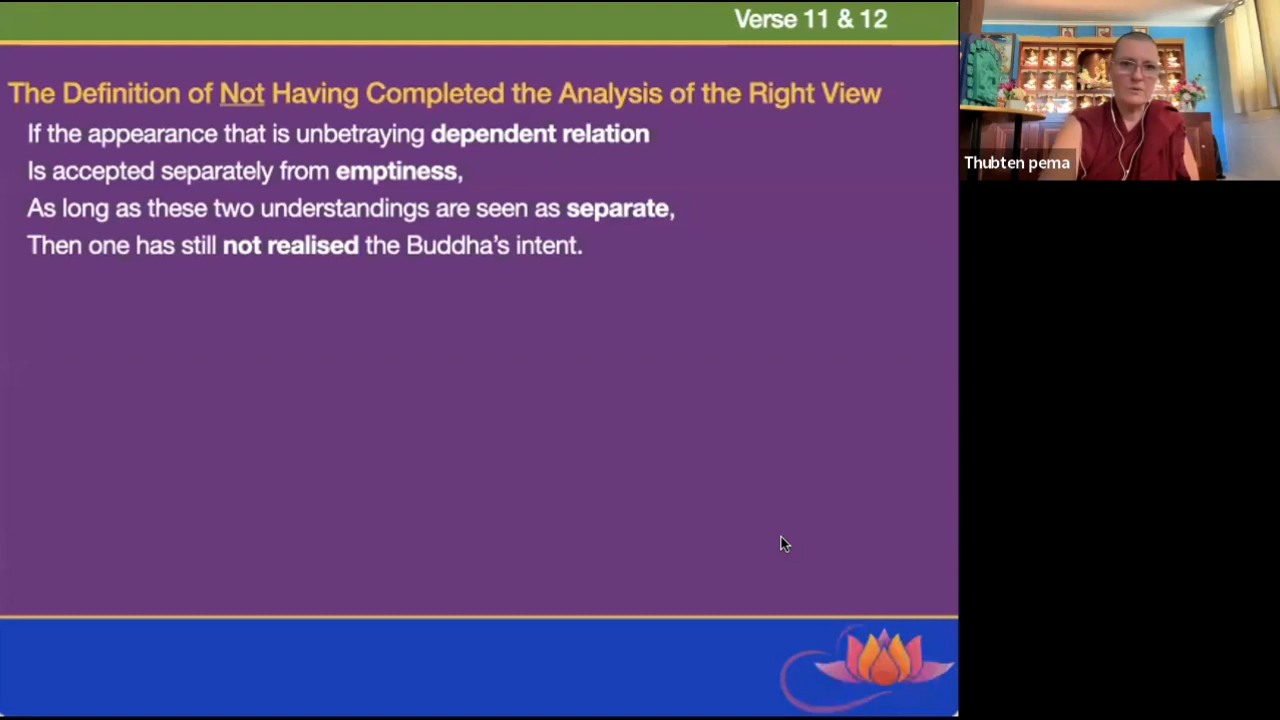 Verse 11 & 12
The Definition of Not Having Completed the Analysis of the Right View
If the appearance that is unbetraying dependent relation
Is accepted separately from emptiness,
As long as these two understandings are seen as separate,
Then one has still not realised the Buddha's intent.
Thubten pema